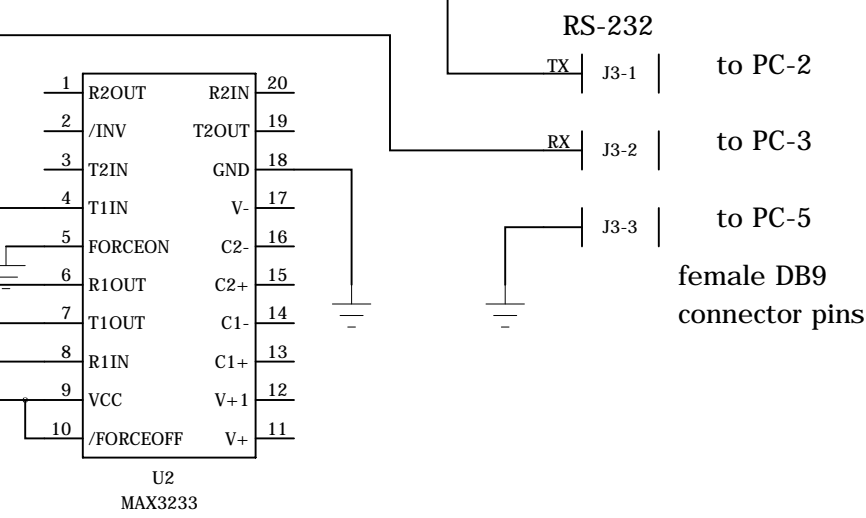 RS-232
TX J3-1 to PC-2
RX J3-2 to PC-3
J3-3 to PC-5
female DB9
connector pins
1 R2OUT R2IN 20
2 /INV T2OUT 19
3 T2IN GND 18
4 T1IN V- 17
5 FORCEON C2- 16
6 R1OUT C2+ 15
7 T1OUT C1- 14
8 R1IN C1+ 13
9 VCC V+1 12
10 /FORCEOFF V+ 11
U2
MAX3233